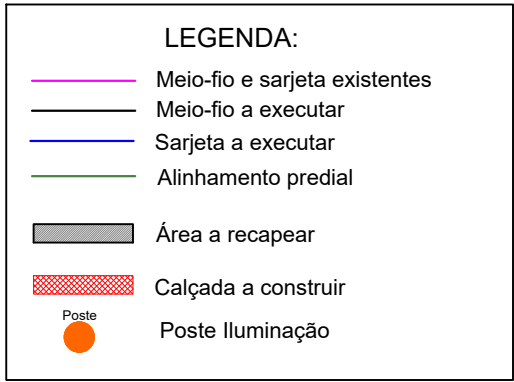 LEGENDA:
Meio-fio e sarjeta existentes
Meio-fio a executar
Sarjeta a executar
Alinhamento predial
Área a recapear
Calçada a construir
Poste
Poste Iluminação